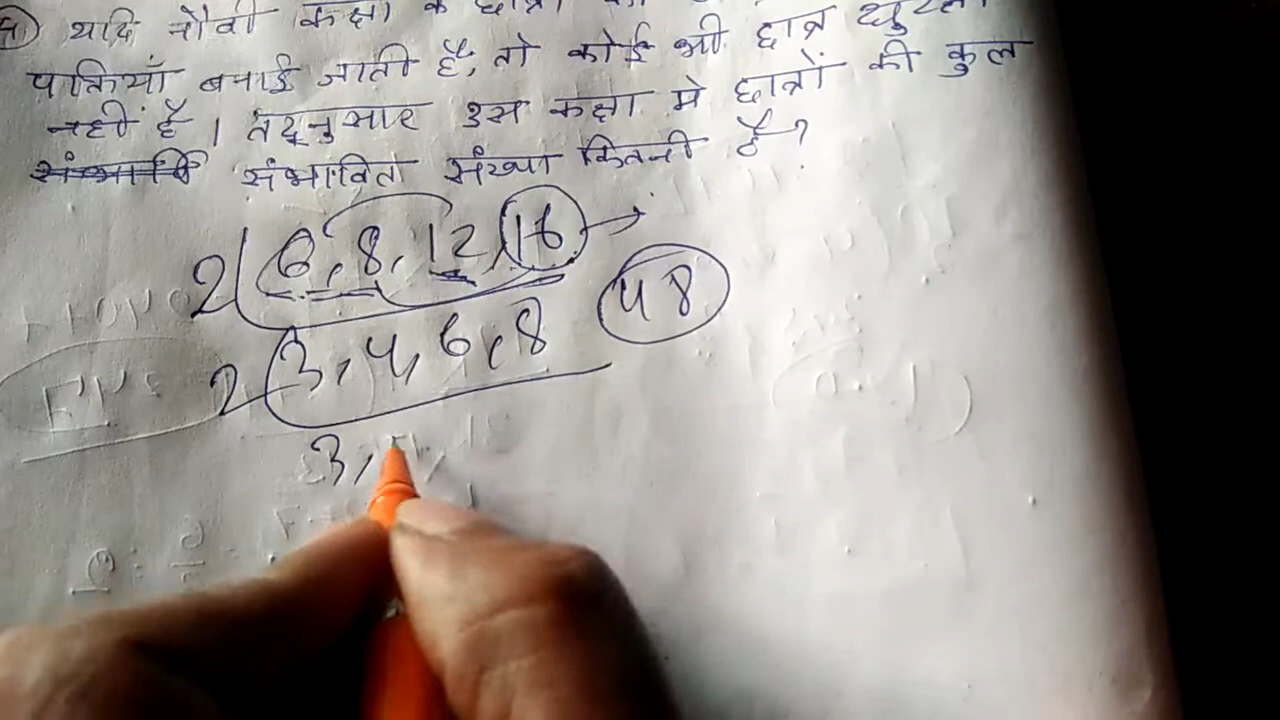 यदि नौवी कक्षा के छात्रो
पंक्तियाँ बनाई जाती है, तो कोई भी छात्र छुटता
नही है । तद्नुसार उस कक्षा मे छात्रों की कुल
संभावित संख्या कितनी है ?
2 6, 8, 12, 16 →
48
2 3, 4, 6, 8
3,